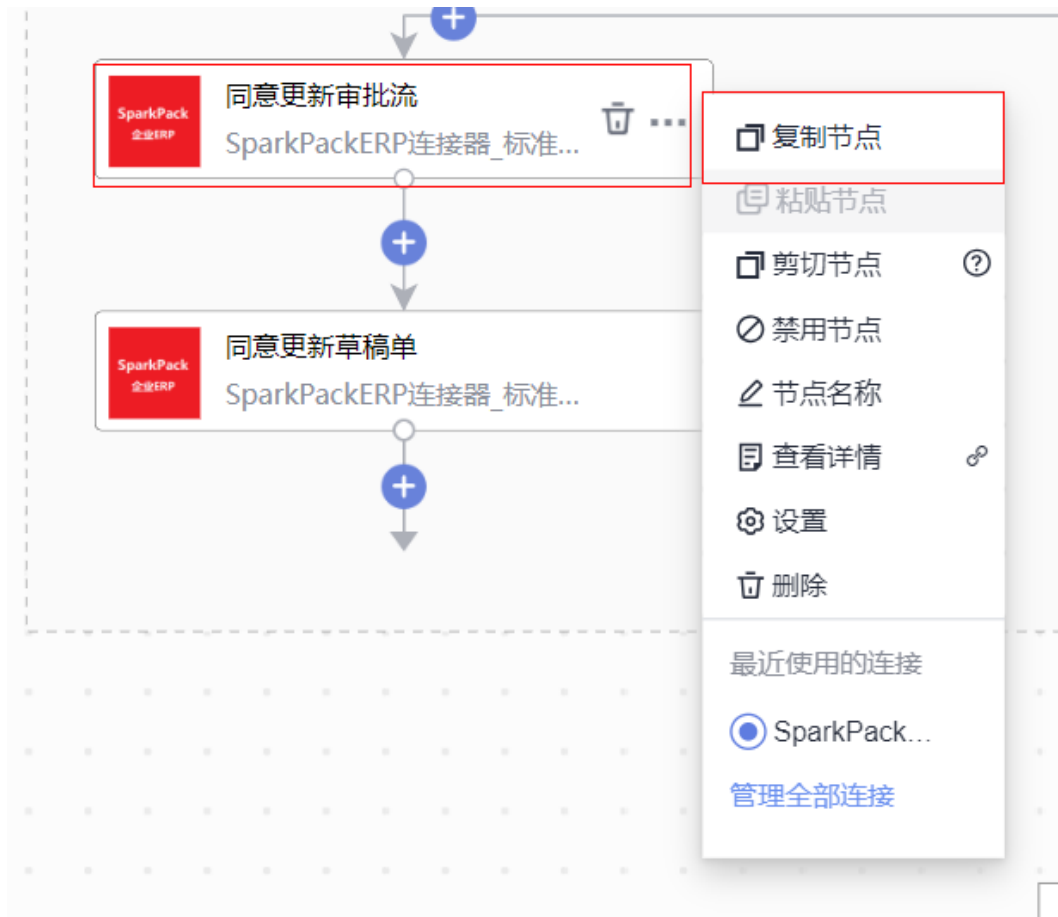 SparkPack
企业ERP
同意更新审批流
SparkPackERP连接器_标准...
复制节点
粘贴节点
剪切节点
禁用节点
SparkPack
企业ERP
同意更新草稿单
SparkPackERP连接器_标准...
节点名称
查看详情
设置
删除
最近使用的连接
SparkPack...
管理全部连接